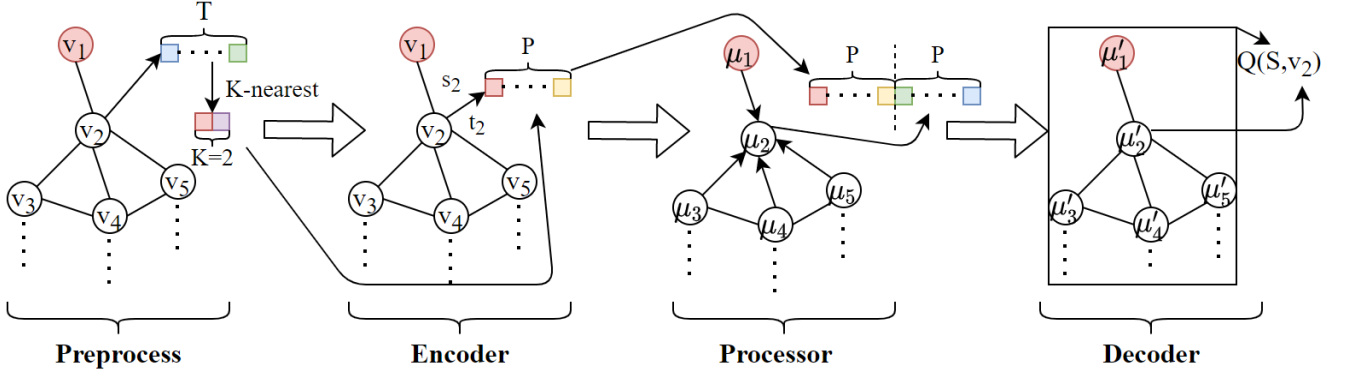 T
v₁
K-nearest
v₂
K=2
v₃
v₄
v₅
Preprocess
v₁
P
s₂
t₂
v₂
v₃
v₄
v₅
Encoder
μ₁
P
P
μ₂
μ₃
μ₄
μ₅
Processor
μ′₁
Q(S,v₂)
μ′₂
μ′₃
μ′₄
μ′₅
Decoder